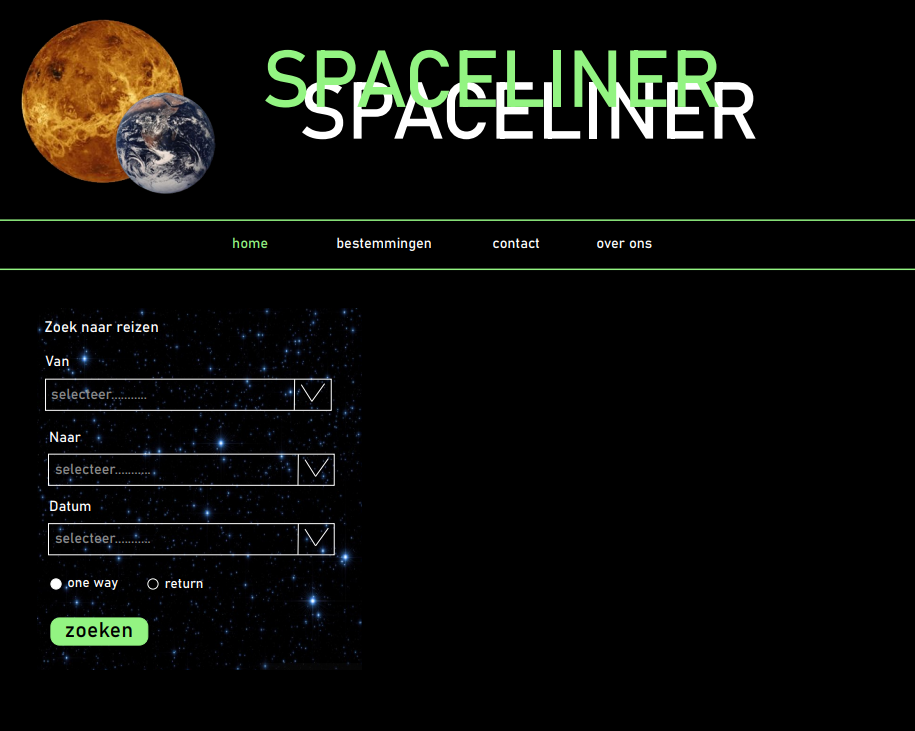 SPACELINER
SPACELINER
home bestemmingen contact over ons
Zoek naar reizen
Van
selecteer...........
Naar
selecteer...........
Datum
selecteer...........
one way return
zoeken